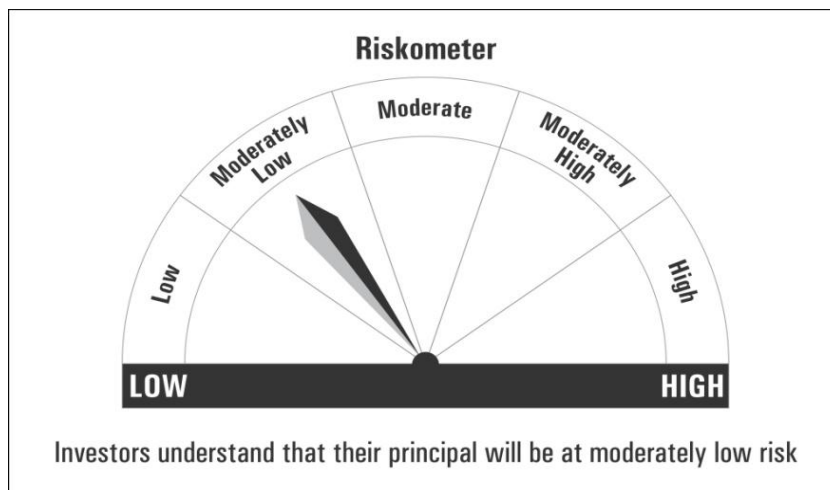 Riskometer
Moderate
Moderately
Low
Moderately
High
Low
High
LOW
HIGH
Investors understand that their principal will be at moderately low risk